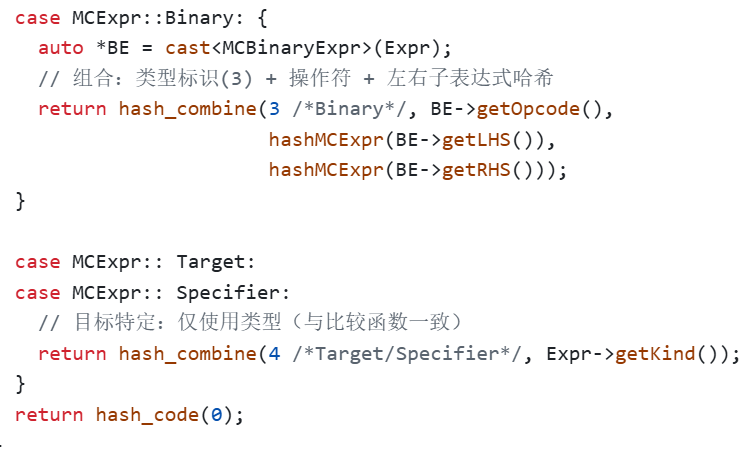 case MCExpr::Binary: {
  auto *BE = cast<MCBinaryExpr>(Expr);
  // 组合：类型标识(3) + 操作符 + 左右子表达式哈希
  return hash_combine(3 /*Binary*/, BE->getOpcode(),
                      hashMCExpr(BE->getLHS()),
                      hashMCExpr(BE->getRHS()));
}

case MCExpr:: Target:
case MCExpr:: Specifier:
  // 目标特定：仅使用类型（与比较函数一致）
  return hash_combine(4 /*Target/Specifier*/, Expr->getKind());
}
return hash_code(0);